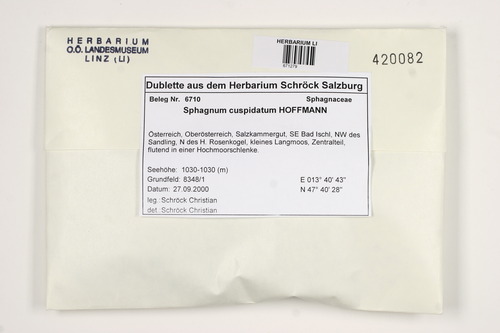 HERBARIUM
O.Ö. LANDESMUSEUM
LINZ (LI)
HERBARIUM LI
420082
Dublette aus dem Herbarium Schröck Salzburg
Beleg Nr. 6710 Sphagnaceae
Sphagnum cuspidatum HOFFMANN
Österreich, Oberösterreich, Salzkammergut, SE Bad Ischl, NW des
Sandling, N des H. Rosenkogel, kleines Langmoos, Zentralteil,
flutend in einer Hochmoorschlenke.
Seehöhe: 1030-1030 (m)
Grundfeld: 8348/1 E 013° 40' 43"
Datum: 27.09.2000 N 47° 40' 28"
leg. Schröck Christian
det. Schröck Christian